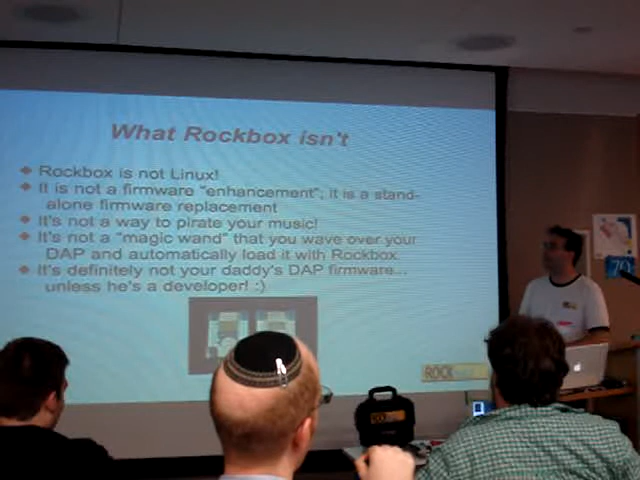 What Rockbox isn't
Rockbox is not Linux!
It is not a firmware "enhancement", it is a stand-
alone firmware replacement
It's not a way to pirate your music!
It's not a "magic wand" that you wave over your
DAP and automatically load it with Rockbox.
It's definitely not your daddy's DAP firmware...
unless he's a developer! :)
ROCK
70